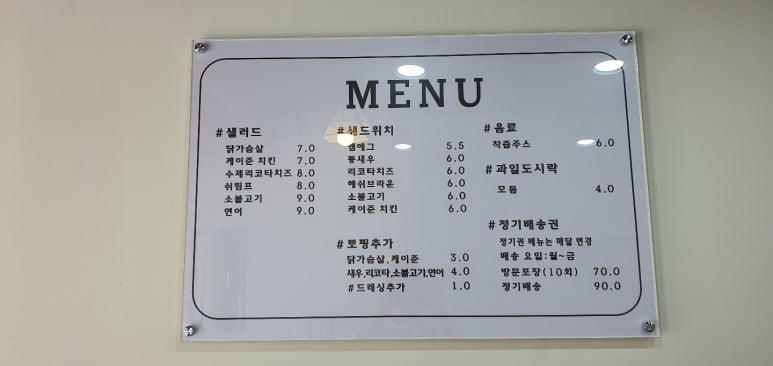 MENU
#샐러드
닭가슴살 7.0
케이준 치킨 7.0
수제리코타치즈 8.0
쉬림프 8.0
소불고기 9.0
연어 9.0
#샌드위치
햄에그 5.5
통새우 6.0
리코타치즈 6.0
해쉬브라운 6.0
소불고기 6.0
케이준 치킨 6.0
#토핑추가
닭가슴살,케이준 3.0
새우,리코타,소불고기,연어 4.0
#드레싱추가 1.0
#음료
착즙주스 6.0
#과일도시락
모듬 4.0
#정기배송권
정기권 메뉴는 매달 변경
배송 요일:월~금
방문포장(10회) 70.0
정기배송 90.0